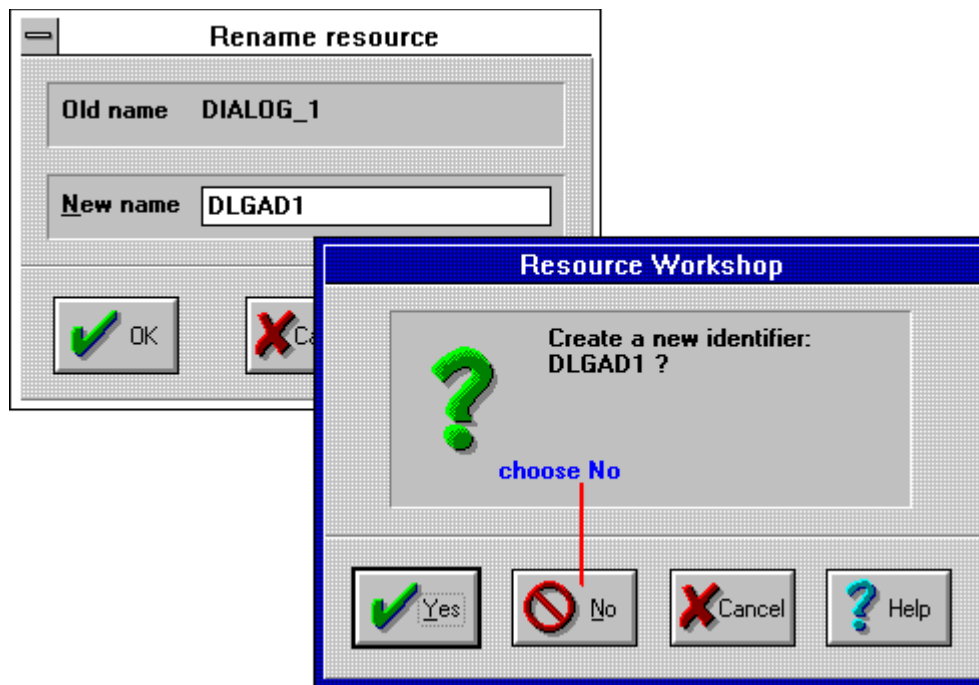 Rename resource
Old name DIALOG_1
New name DLGAD1
OK
Resource Workshop
Create a new identifier:
DLGAD1 ?
choose No
Yes No Cancel Help